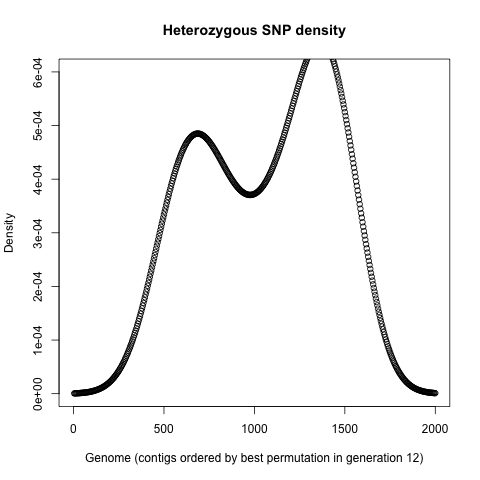 Heterozygous SNP density
6e-04
5e-04
4e-04
3e-04
2e-04
1e-04
0e+00
Density
0 500 1000 1500 2000
Genome (contigs ordered by best permutation in generation 12)